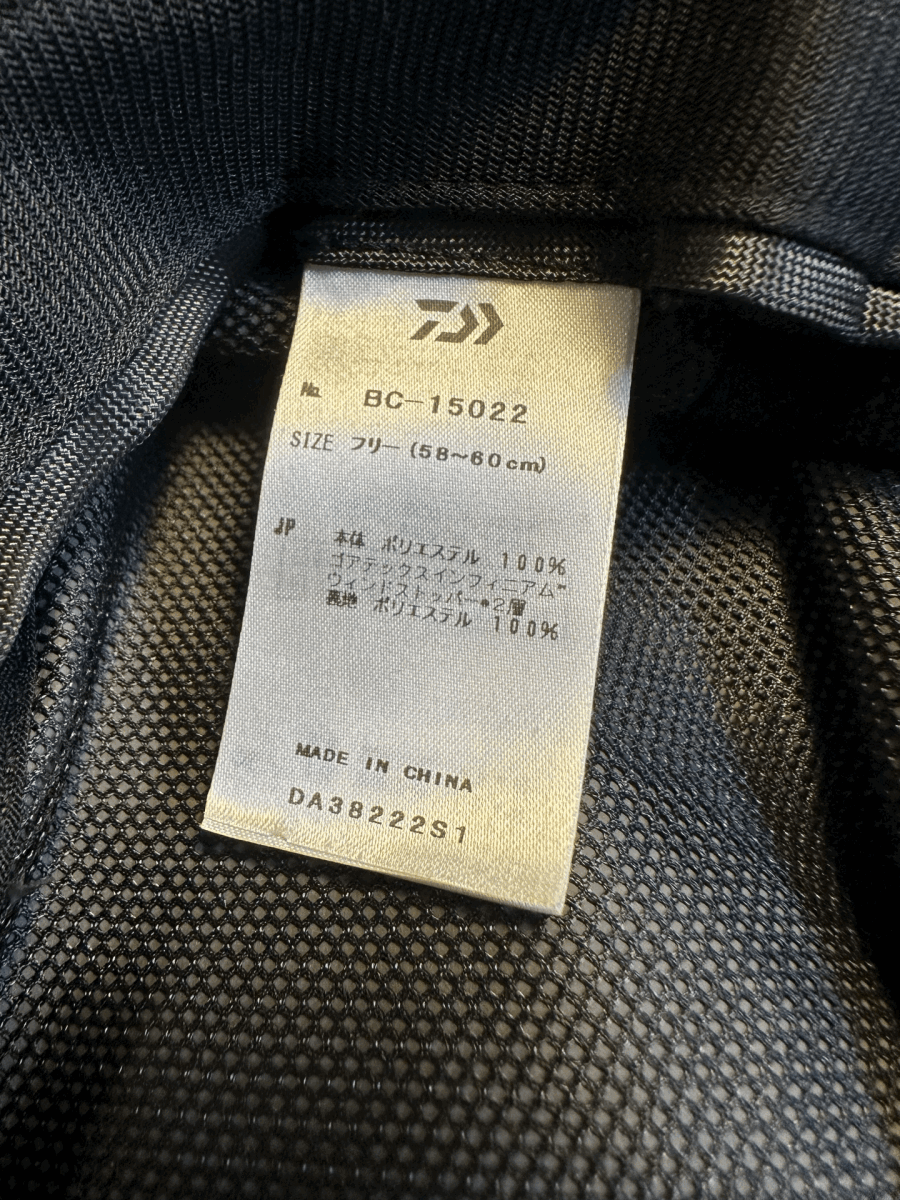 No. BC-15022
SIZE フリー (58~60cm)
JP 本体 ポリエステル 100%
ゴアテックスインフィニアム™
ウィンドストッパー®2層
裏地 ポリエステル 100%
MADE IN CHINA
DA38222S1